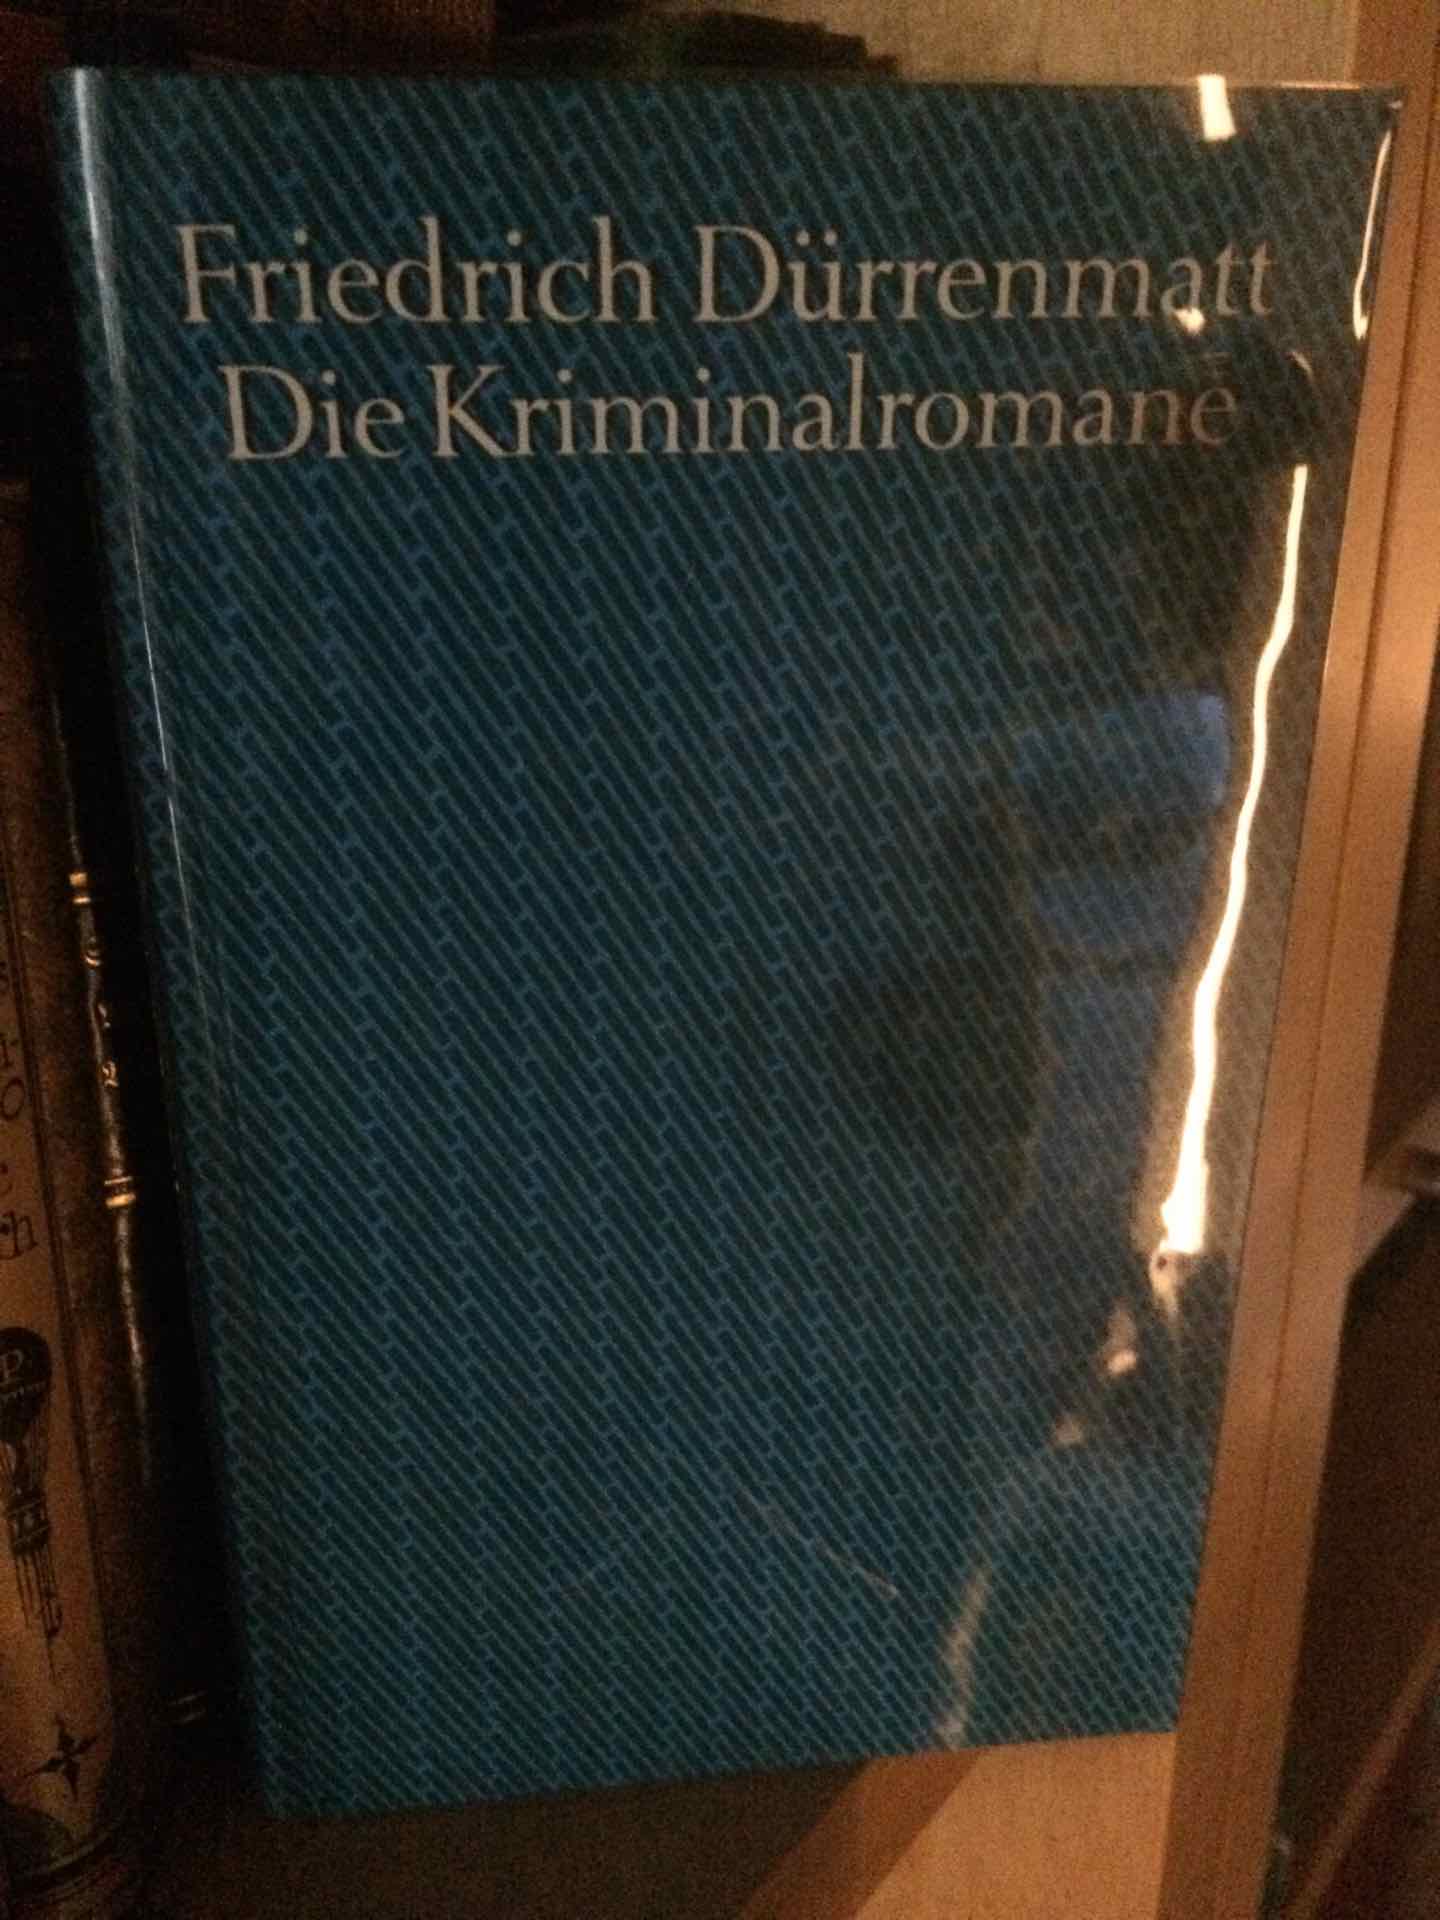 Friedrich Dürrenmatt
Die Kriminalromane